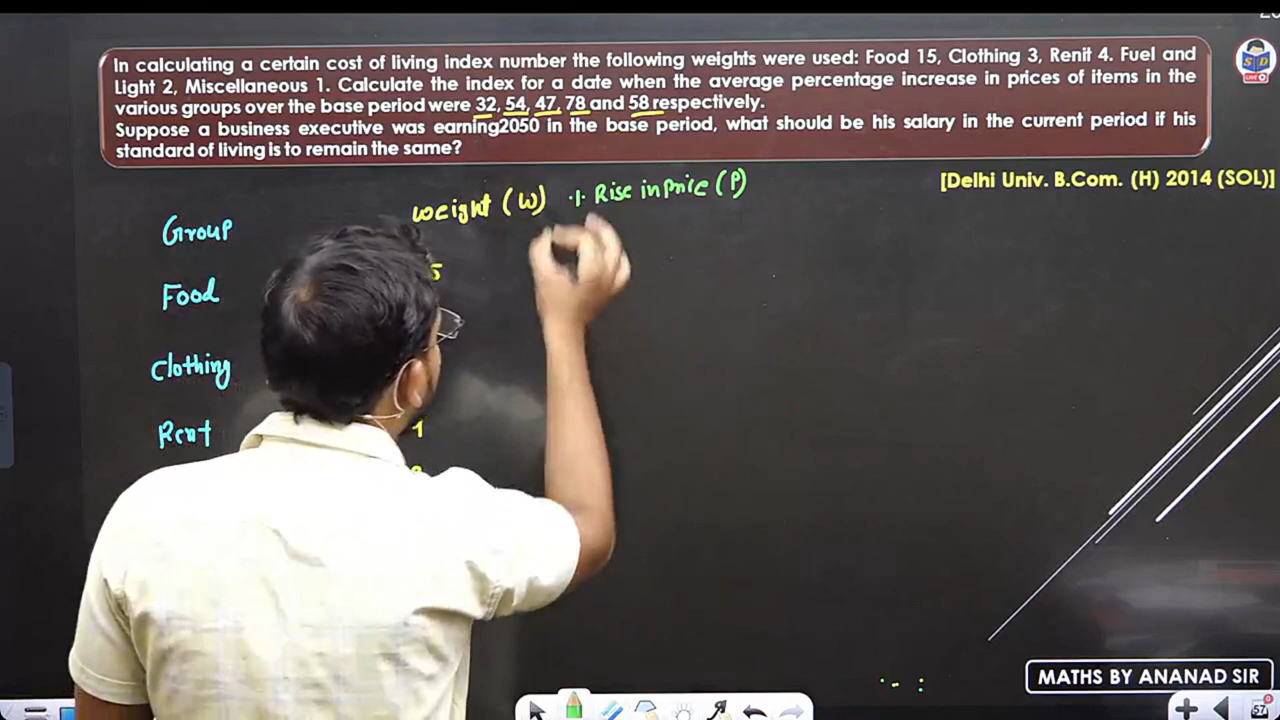 In calculating a certain cost of living index number the following weights were used: Food 15, Clothing 3, Renit 4. Fuel and
Light 2, Miscellaneous 1. Calculate the index for a date when the average percentage increase in prices of items in the
various groups over the base period were 32, 54, 47, 78 and 58 respectively.
Suppose a business executive was earning2050 in the base period, what should be his salary in the current period if his
standard of living is to remain the same?
[Delhi Univ. B.Com. (H) 2014 (SOL)]
Group
Weight (W)
% Rise in Price (P)
Food
5
Clothing
Rent
4
MATHS BY ANANAD SIR
57